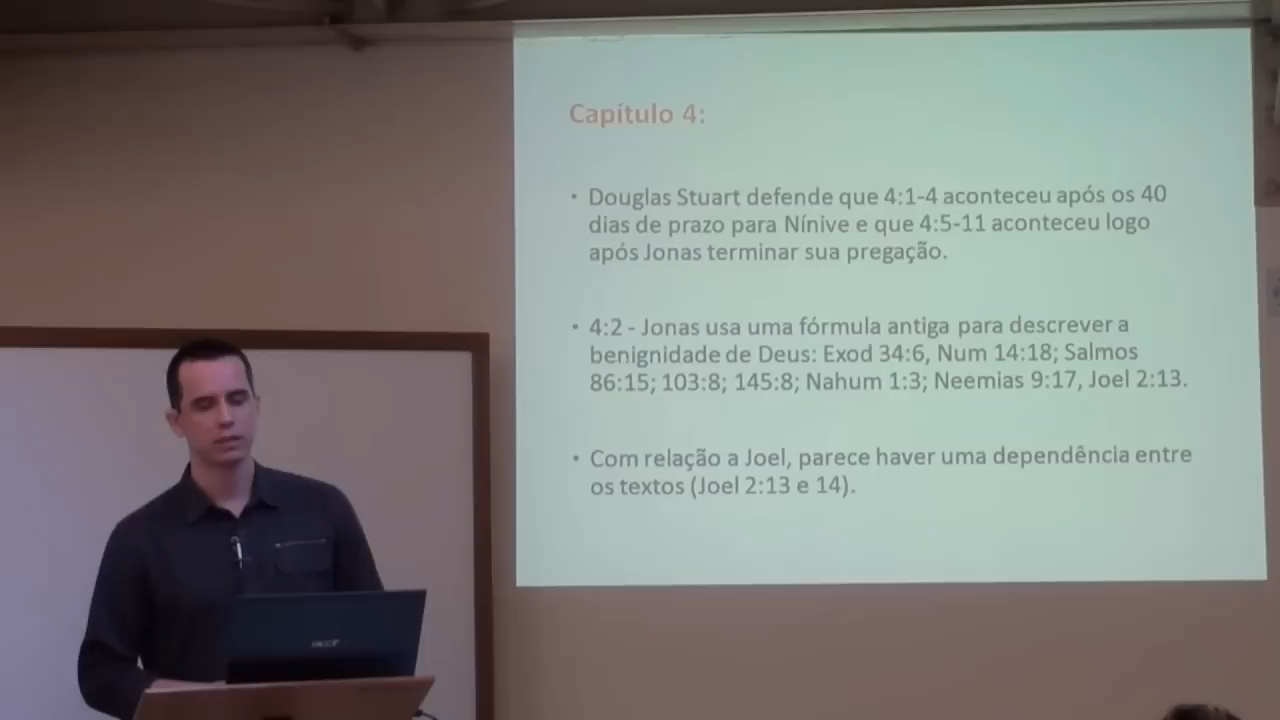 Capítulo 4:
• Douglas Stuart defende que 4:1-4 aconteceu após os 40
dias de prazo para Nínive e que 4:5-11 aconteceu logo
após Jonas terminar sua pregação.
• 4:2 - Jonas usa uma fórmula antiga para descrever a
benignidade de Deus: Exod 34:6, Num 14:18; Salmos
86:15; 103:8; 145:8; Nahum 1:3; Neemias 9:17, Joel 2:13.
• Com relação a Joel, parece haver uma dependência entre
os textos (Joel 2:13 e 14).
acer